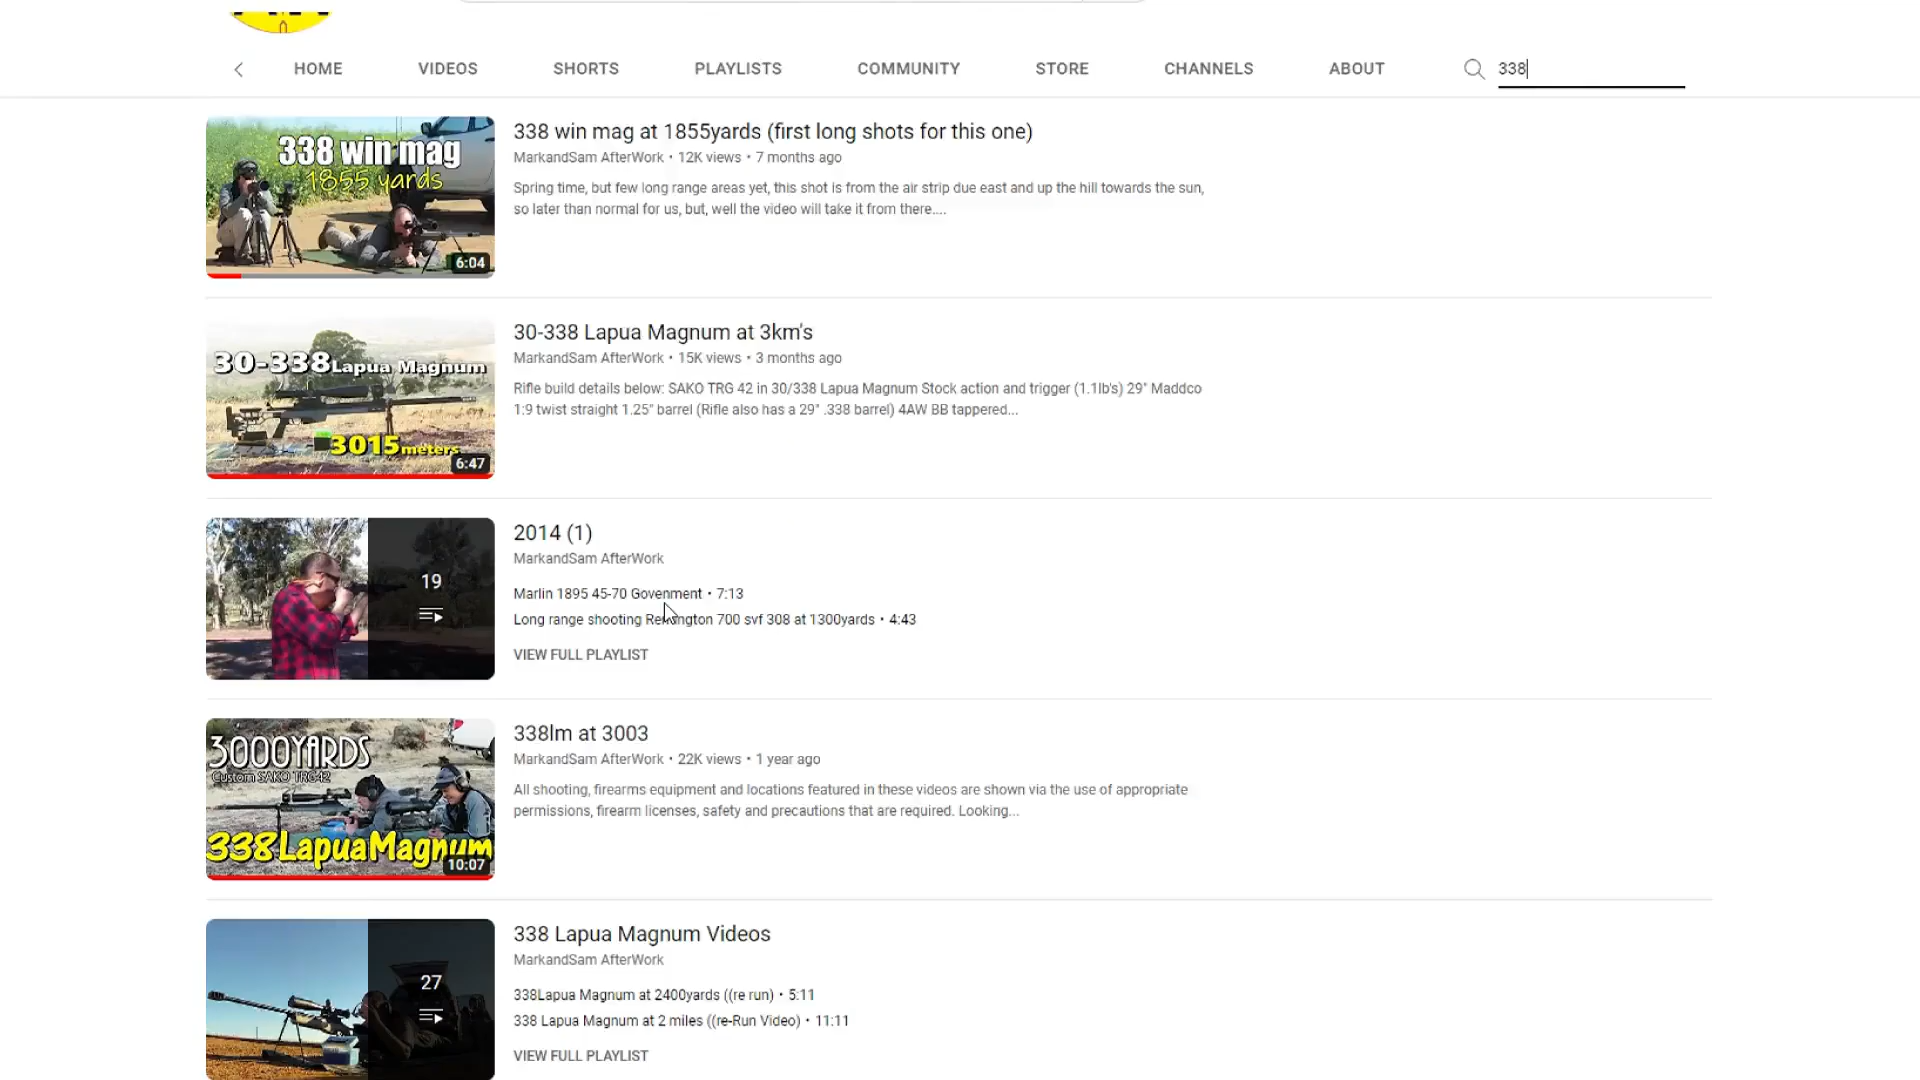 HOME VIDEOS SHORTS PLAYLISTS COMMUNITY STORE CHANNELS ABOUT 338
338 win mag
1855 yards
6:04
338 win mag at 1855yards (first long shots for this one)
MarkandSam AfterWork • 12K views • 7 months ago
Spring time, but few long range areas yet, this shot is from the air strip due east and up the hill towards the sun,
so later than normal for us, but, well the video will take it from there....
30-338 Lapua Magnum
3015 meters
6:47
30-338 Lapua Magnum at 3km's
MarkandSam AfterWork • 15K views • 3 months ago
Rifle build details below: SAKO TRG 42 in 30/338 Lapua Magnum Stock action and trigger (1.1lb's) 29" Maddco
1:9 twist straight 1.25" barrel (Rifle also has a 29" .338 barrel) 4AW BB tappered...
19
2014 (1)
MarkandSam AfterWork
Marlin 1895 45-70 Govenment • 7:13
Long range shooting Remington 700 svf 308 at 1300yards • 4:43
VIEW FULL PLAYLIST
3000YARDS
Custom SAKO TRG42
338LapuaMagnum
10:07
338lm at 3003
MarkandSam AfterWork • 22K views • 1 year ago
All shooting, firearms equipment and locations featured in these videos are shown via the use of appropriate
permissions, firearm licenses, safety and precautions that are required. Looking...
27
338 Lapua Magnum Videos
MarkandSam AfterWork
338Lapua Magnum at 2400yards ((re run) • 5:11
338 Lapua Magnum at 2 miles ((re-Run Video) • 11:11
VIEW FULL PLAYLIST